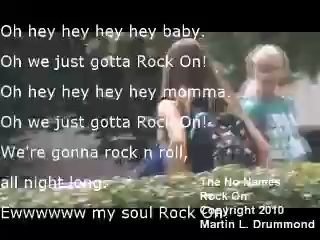 Oh hey hey hey hey baby.
Oh we just gotta Rock On!
Oh hey hey hey hey momma.
Oh we just gotta Rock On!
We're gonna rock n roll,
all night long.
Ewwwwww my soul Rock On!
The No Names
Rock On
Copyright 2010
Martin L. Drummond